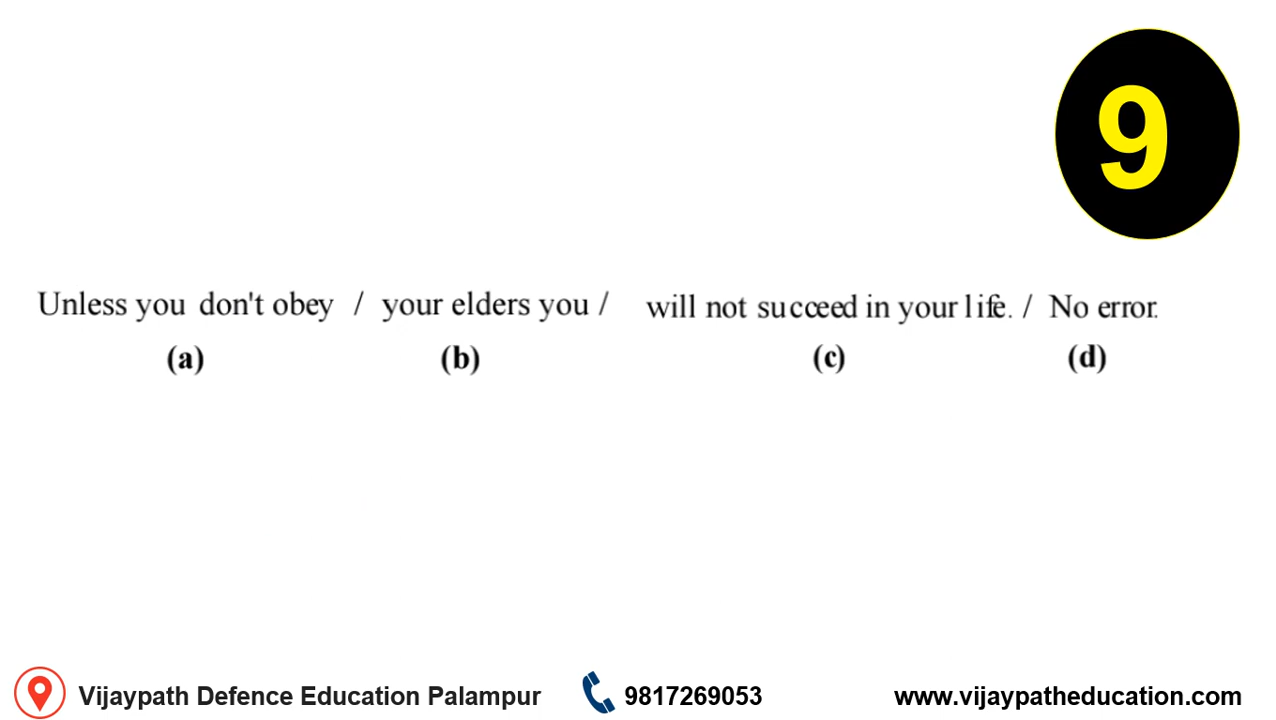 9
Unless you don't obey / your elders you / will not succeed in your life. / No error.
(a) (b) (c) (d)
Vijaypath Defence Education Palampur 9817269053 www.vijaypatheducation.com